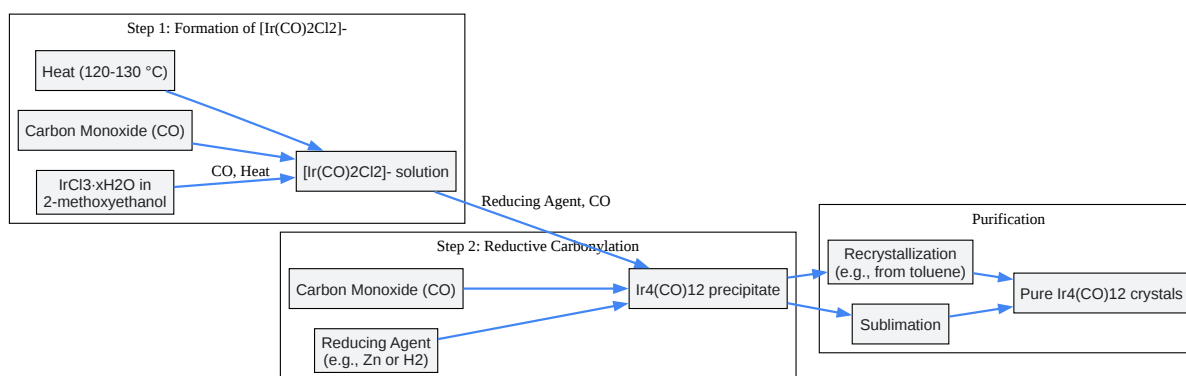 Step 1: Formation of [Ir(CO)2Cl2]-
Heat (120-130 °C)
Carbon Monoxide (CO)
IrCl3·xH2O in
2-methoxyethanol
CO, Heat
[Ir(CO)2Cl2]- solution
Reducing Agent, CO
Step 2: Reductive Carbonylation
Carbon Monoxide (CO)
Reducing Agent
(e.g., Zn or H2)
Ir4(CO)12 precipitate
Purification
Recrystallization
(e.g., from toluene)
Sublimation
Pure Ir4(CO)12 crystals